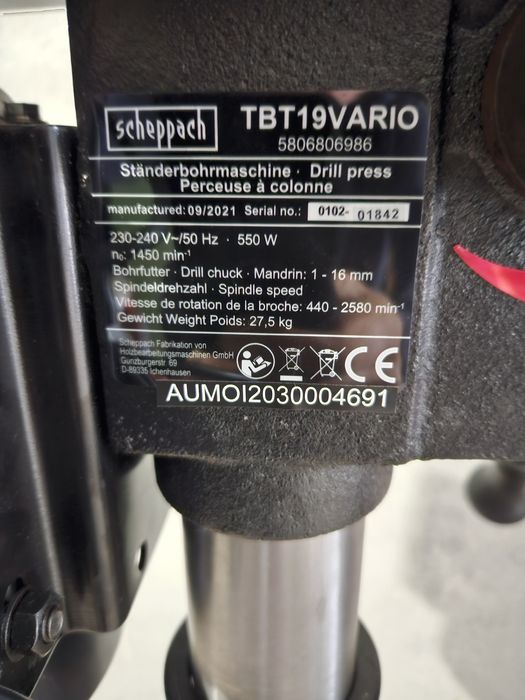 scheppach
TBT19VARIO
5806806986
Ständerbohrmaschine · Drill press
Perceuse à colonne
manufactured: 09/2021 Serial no.: 0102- 01842
230-240 V~/50 Hz · 550 W
n₀: 1450 min⁻¹
Bohrfutter · Drill chuck · Mandrin: 1 - 16 mm
Spindeldrehzahl · Spindle speed
Vitesse de rotation de la broche: 440 - 2580 min⁻¹
Gewicht Weight Poids: 27,5 kg
Scheppach Fabrikation von
Holzbearbeitungsmaschinen GmbH
Günzburgerstr. 69
D-89335 Ichenhausen
CE
AUMOI2030004691